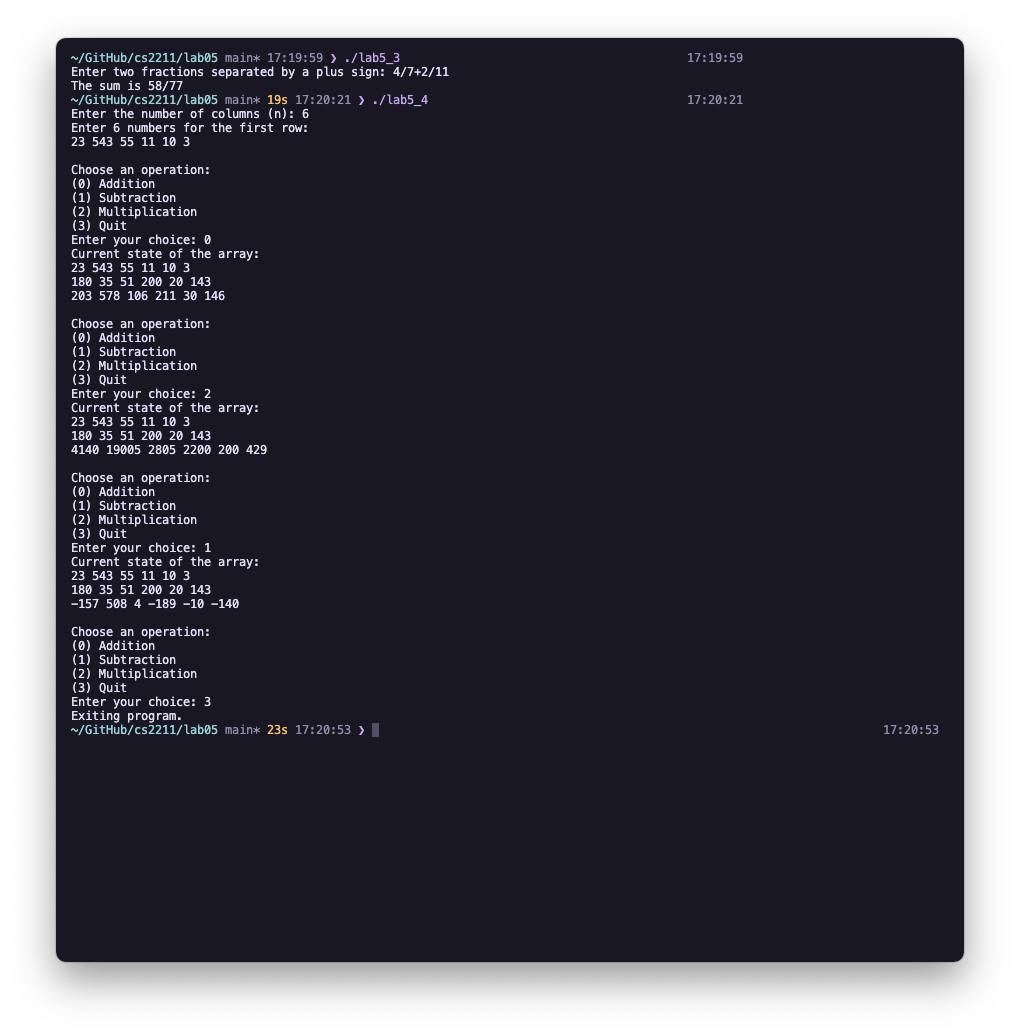 ~/GitHub/cs2211/lab05 main* 17:19:59 ❯ ./lab5_3 17:19:59
Enter two fractions separated by a plus sign: 4/7+2/11
The sum is 58/77
~/GitHub/cs2211/lab05 main* 19s 17:20:21 ❯ ./lab5_4 17:20:21
Enter the number of columns (n): 6
Enter 6 numbers for the first row:
23 543 55 11 10 3

Choose an operation:
(0) Addition
(1) Subtraction
(2) Multiplication
(3) Quit
Enter your choice: 0
Current state of the array:
23 543 55 11 10 3
180 35 51 200 20 143
203 578 106 211 30 146

Choose an operation:
(0) Addition
(1) Subtraction
(2) Multiplication
(3) Quit
Enter your choice: 2
Current state of the array:
23 543 55 11 10 3
180 35 51 200 20 143
4140 19005 2805 2200 200 429

Choose an operation:
(0) Addition
(1) Subtraction
(2) Multiplication
(3) Quit
Enter your choice: 1
Current state of the array:
23 543 55 11 10 3
180 35 51 200 20 143
-157 508 4 -189 -10 -140

Choose an operation:
(0) Addition
(1) Subtraction
(2) Multiplication
(3) Quit
Enter your choice: 3
Exiting program.
~/GitHub/cs2211/lab05 main* 23s 17:20:53 ❯ 17:20:53